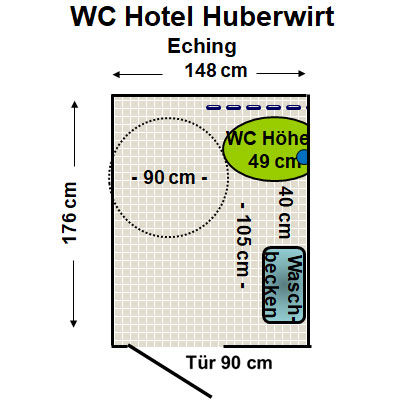 WC Hotel Huberwirt
Eching
148 cm
WC Höhe
49 cm
- 90 cm -
176 cm
40 cm
- 105 cm -
Wasch-
becken
Tür 90 cm